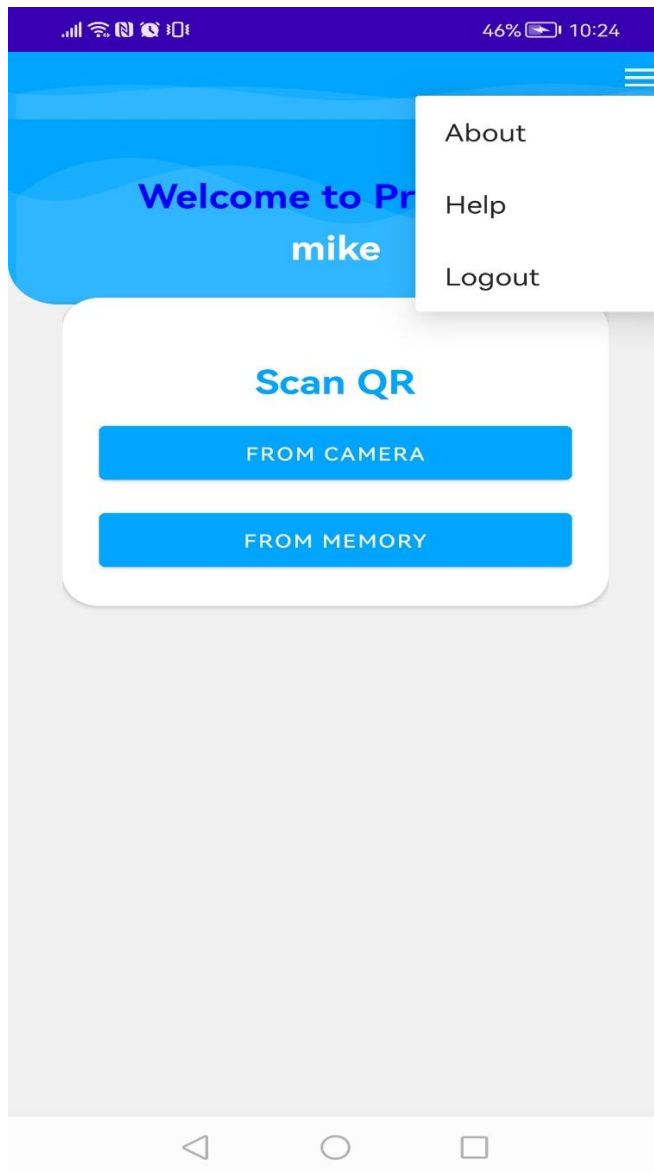 46% 10:24
About
Welcome to Pr
Help
mike
Logout
Scan QR
FROM CAMERA
FROM MEMORY